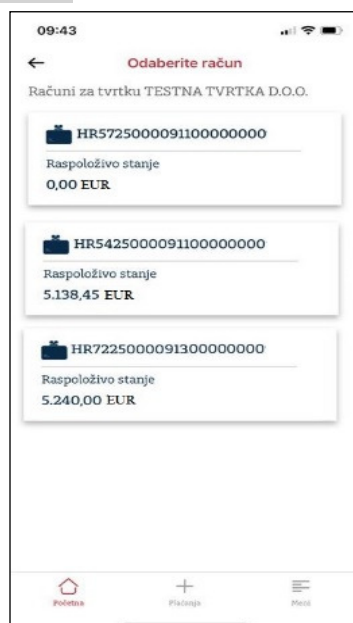 09:43
Odaberite račun
Računi za tvrtku TESTNA TVRTKA D.O.O.
HR5725000091100000000
Raspoloživo stanje
0,00 EUR
HR5425000091100000000
Raspoloživo stanje
5.138,45 EUR
HR7225000091300000000
Raspoloživo stanje
5.240,00 EUR
Početna
Plaćanja
Meni